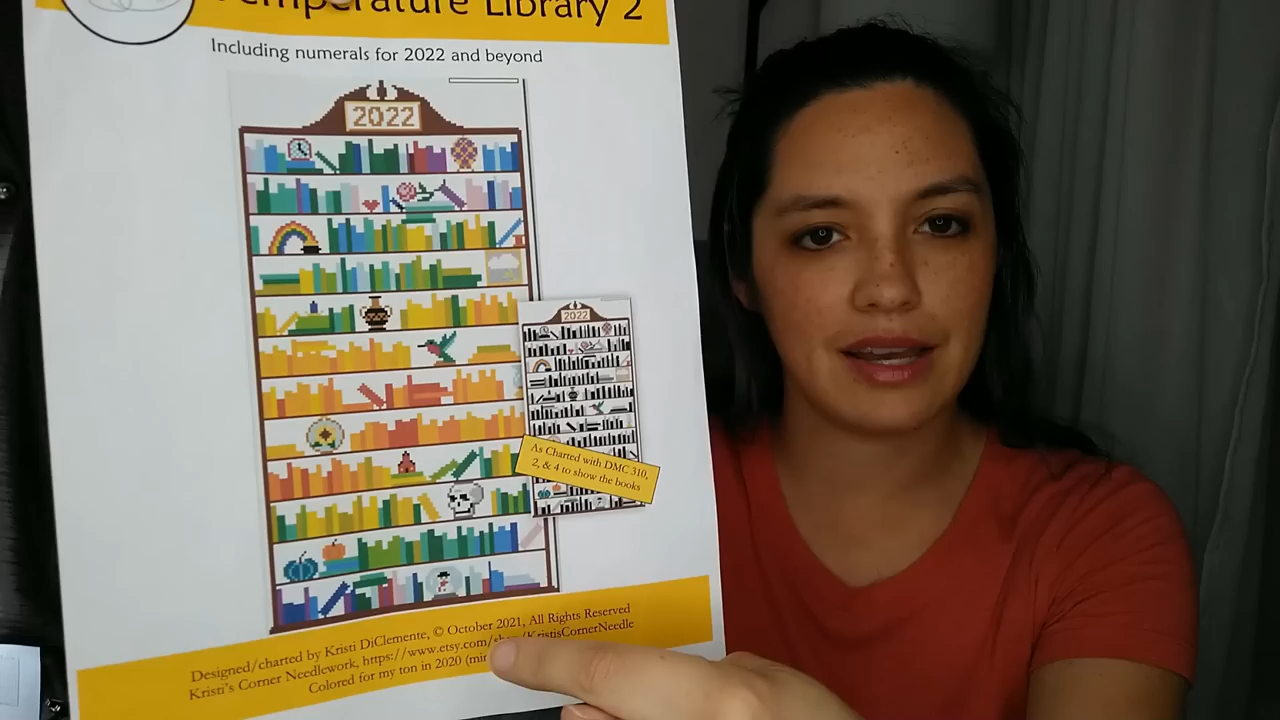 Temperature Library 2
Including numerals for 2022 and beyond
2022
2022
As Charted with DMC 310,
2, & 4 to show the books
Designed/charted by Kristi DiClemente, © October 2021, All Rights Reserved
Kristi's Corner Needlework, https://www.etsy.com/shop/KristisCornerNeedle
Colored for my ton in 2020